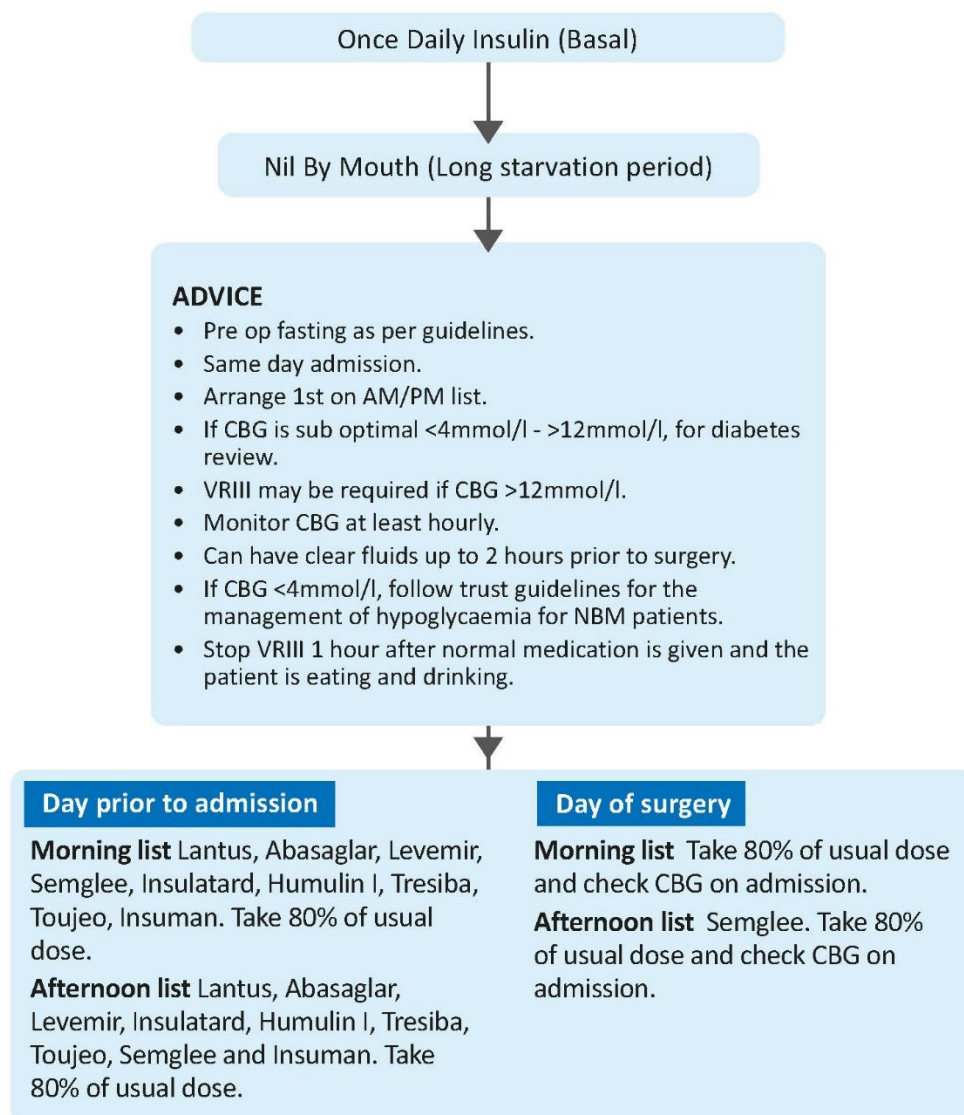 Once Daily Insulin (Basal)
Nil By Mouth (Long starvation period)
ADVICE
• Pre op fasting as per guidelines.
• Same day admission.
• Arrange 1st on AM/PM list.
• If CBG is sub optimal <4mmol/l - >12mmol/l, for diabetes
review.
• VRIII may be required if CBG >12mmol/l.
• Monitor CBG at least hourly.
• Can have clear fluids up to 2 hours prior to surgery.
• If CBG <4mmol/l, follow trust guidelines for the
management of hypoglycaemia for NBM patients.
• Stop VRIII 1 hour after normal medication is given and the
patient is eating and drinking.
Day prior to admission
Morning list Lantus, Abasaglar, Levemir,
Semglee, Insulatard, Humulin I, Tresiba,
Toujeo, Insuman. Take 80% of usual
dose.
Afternoon list Lantus, Abasaglar,
Levemir, Insulatard, Humulin I, Tresiba,
Toujeo, Semglee and Insuman. Take
80% of usual dose.
Day of surgery
Morning list Take 80% of usual dose
and check CBG on admission.
Afternoon list Semglee. Take 80%
of usual dose and check CBG on
admission.